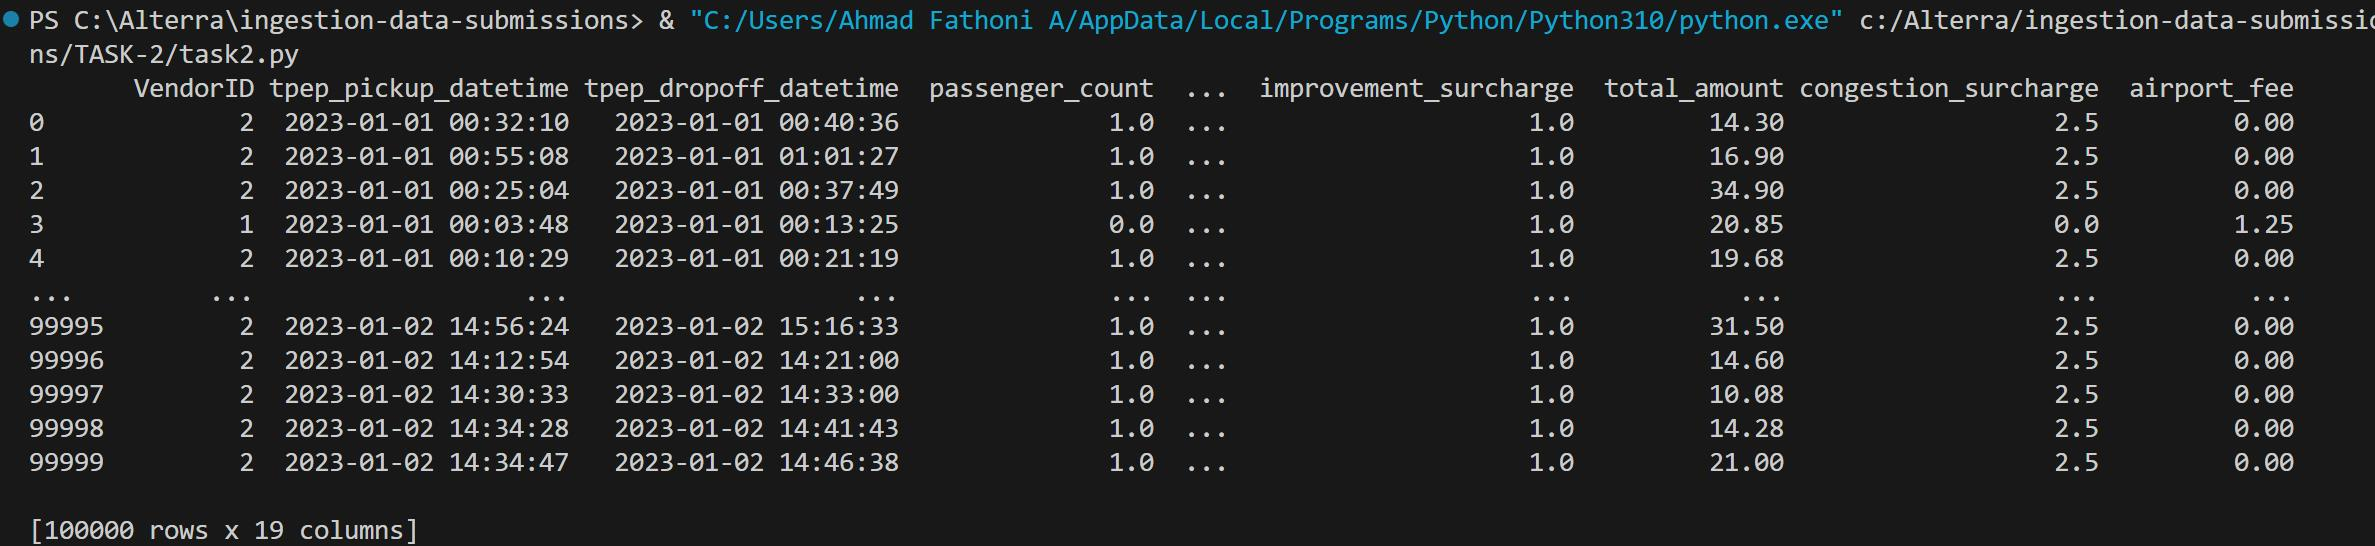 PS C:\Alterra\ingestion-data-submissions> & "C:/Users/Ahmad Fathoni A/AppData/Local/Programs/Python/Python310/python.exe" c:/Alterra/ingestion-data-submissio
ns/TASK-2/task2.py
VendorID tpep_pickup_datetime tpep_dropoff_datetime passenger_count ... improvement_surcharge total_amount congestion_surcharge airport_fee
0 2 2023-01-01 00:32:10 2023-01-01 00:40:36 1.0 ... 1.0 14.30 2.5 0.00
1 2 2023-01-01 00:55:08 2023-01-01 01:01:27 1.0 ... 1.0 16.90 2.5 0.00
2 2 2023-01-01 00:25:04 2023-01-01 00:37:49 1.0 ... 1.0 34.90 2.5 0.00
3 1 2023-01-01 00:03:48 2023-01-01 00:13:25 0.0 ... 1.0 20.85 0.0 1.25
4 2 2023-01-01 00:10:29 2023-01-01 00:21:19 1.0 ... 1.0 19.68 2.5 0.00
... ... ... ... ... ... ... ... ... ...
99995 2 2023-01-02 14:56:24 2023-01-02 15:16:33 1.0 ... 1.0 31.50 2.5 0.00
99996 2 2023-01-02 14:12:54 2023-01-02 14:21:00 1.0 ... 1.0 14.60 2.5 0.00
99997 2 2023-01-02 14:30:33 2023-01-02 14:33:00 1.0 ... 1.0 10.08 2.5 0.00
99998 2 2023-01-02 14:34:28 2023-01-02 14:41:43 1.0 ... 1.0 14.28 2.5 0.00
99999 2 2023-01-02 14:34:47 2023-01-02 14:46:38 1.0 ... 1.0 21.00 2.5 0.00
[100000 rows x 19 columns]